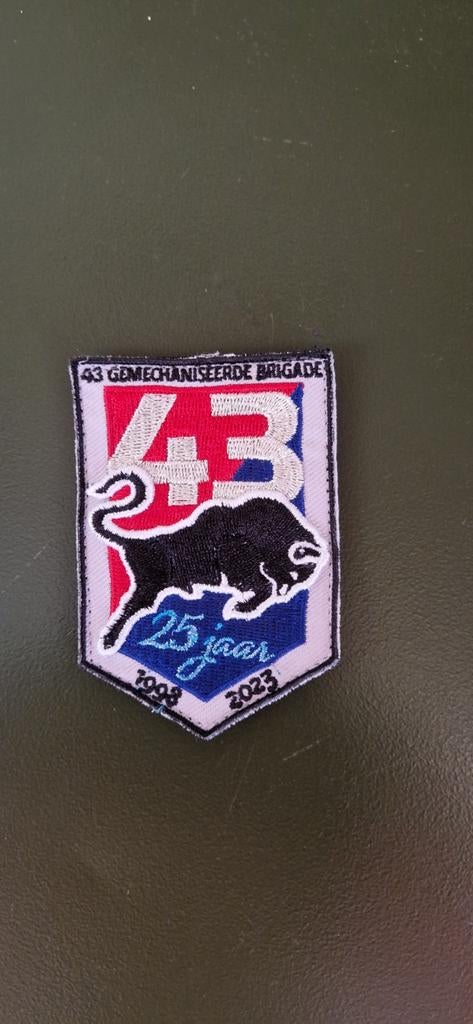 43 GEMECHANISEERDE BRIGADE
43
25 jaar
1998 2023